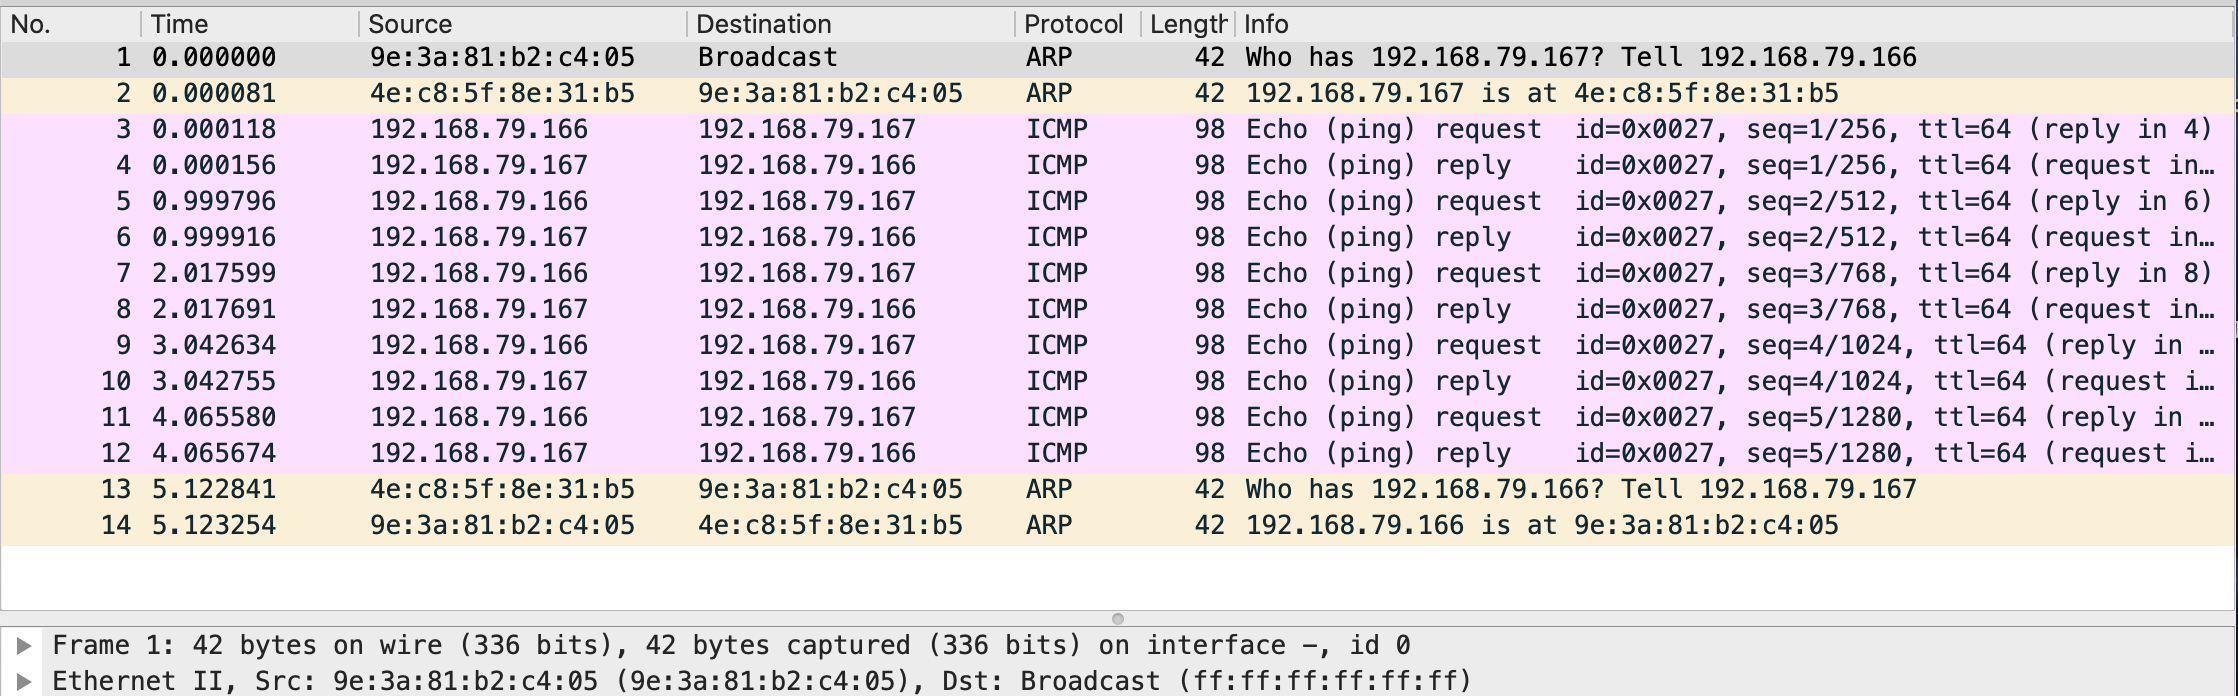 No. Time Source Destination Protocol Length Info
1 0.000000 9e:3a:81:b2:c4:05 Broadcast ARP 42 Who has 192.168.79.167? Tell 192.168.79.166
2 0.000081 4e:c8:5f:8e:31:b5 9e:3a:81:b2:c4:05 ARP 42 192.168.79.167 is at 4e:c8:5f:8e:31:b5
3 0.000118 192.168.79.166 192.168.79.167 ICMP 98 Echo (ping) request id=0x0027, seq=1/256, ttl=64 (reply in 4)
4 0.000156 192.168.79.167 192.168.79.166 ICMP 98 Echo (ping) reply id=0x0027, seq=1/256, ttl=64 (request in…
5 0.999796 192.168.79.166 192.168.79.167 ICMP 98 Echo (ping) request id=0x0027, seq=2/512, ttl=64 (reply in 6)
6 0.999916 192.168.79.167 192.168.79.166 ICMP 98 Echo (ping) reply id=0x0027, seq=2/512, ttl=64 (request in…
7 2.017599 192.168.79.166 192.168.79.167 ICMP 98 Echo (ping) request id=0x0027, seq=3/768, ttl=64 (reply in 8)
8 2.017691 192.168.79.167 192.168.79.166 ICMP 98 Echo (ping) reply id=0x0027, seq=3/768, ttl=64 (request in…
9 3.042634 192.168.79.166 192.168.79.167 ICMP 98 Echo (ping) request id=0x0027, seq=4/1024, ttl=64 (reply in …
10 3.042755 192.168.79.167 192.168.79.166 ICMP 98 Echo (ping) reply id=0x0027, seq=4/1024, ttl=64 (request i…
11 4.065580 192.168.79.166 192.168.79.167 ICMP 98 Echo (ping) request id=0x0027, seq=5/1280, ttl=64 (reply in …
12 4.065674 192.168.79.167 192.168.79.166 ICMP 98 Echo (ping) reply id=0x0027, seq=5/1280, ttl=64 (request i…
13 5.122841 4e:c8:5f:8e:31:b5 9e:3a:81:b2:c4:05 ARP 42 Who has 192.168.79.166? Tell 192.168.79.167
14 5.123254 9e:3a:81:b2:c4:05 4e:c8:5f:8e:31:b5 ARP 42 192.168.79.166 is at 9e:3a:81:b2:c4:05
Frame 1: 42 bytes on wire (336 bits), 42 bytes captured (336 bits) on interface –, id 0
Ethernet II, Src: 9e:3a:81:b2:c4:05 (9e:3a:81:b2:c4:05), Dst: Broadcast (ff:ff:ff:ff:ff:ff)